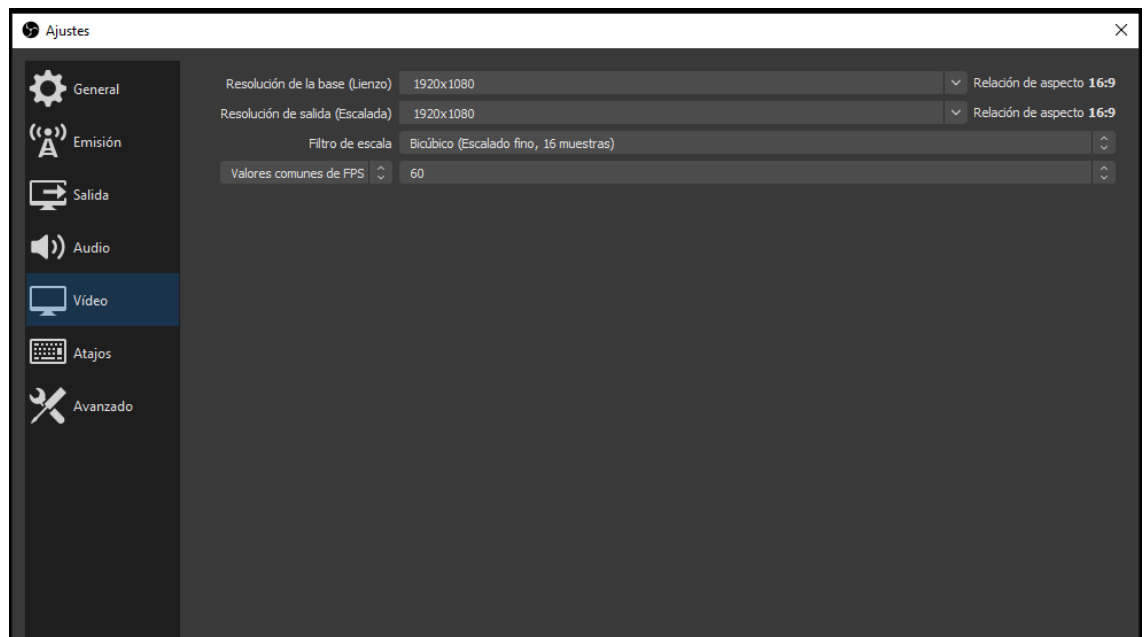 Ajustes
General
Emisión
Salida
Audio
Vídeo
Atajos
Avanzado
Resolución de la base (Lienzo) 1920x1080 Relación de aspecto 16:9
Resolución de salida (Escalada) 1920x1080 Relación de aspecto 16:9
Filtro de escala Bicúbico (Escalado fino, 16 muestras)
Valores comunes de FPS 60